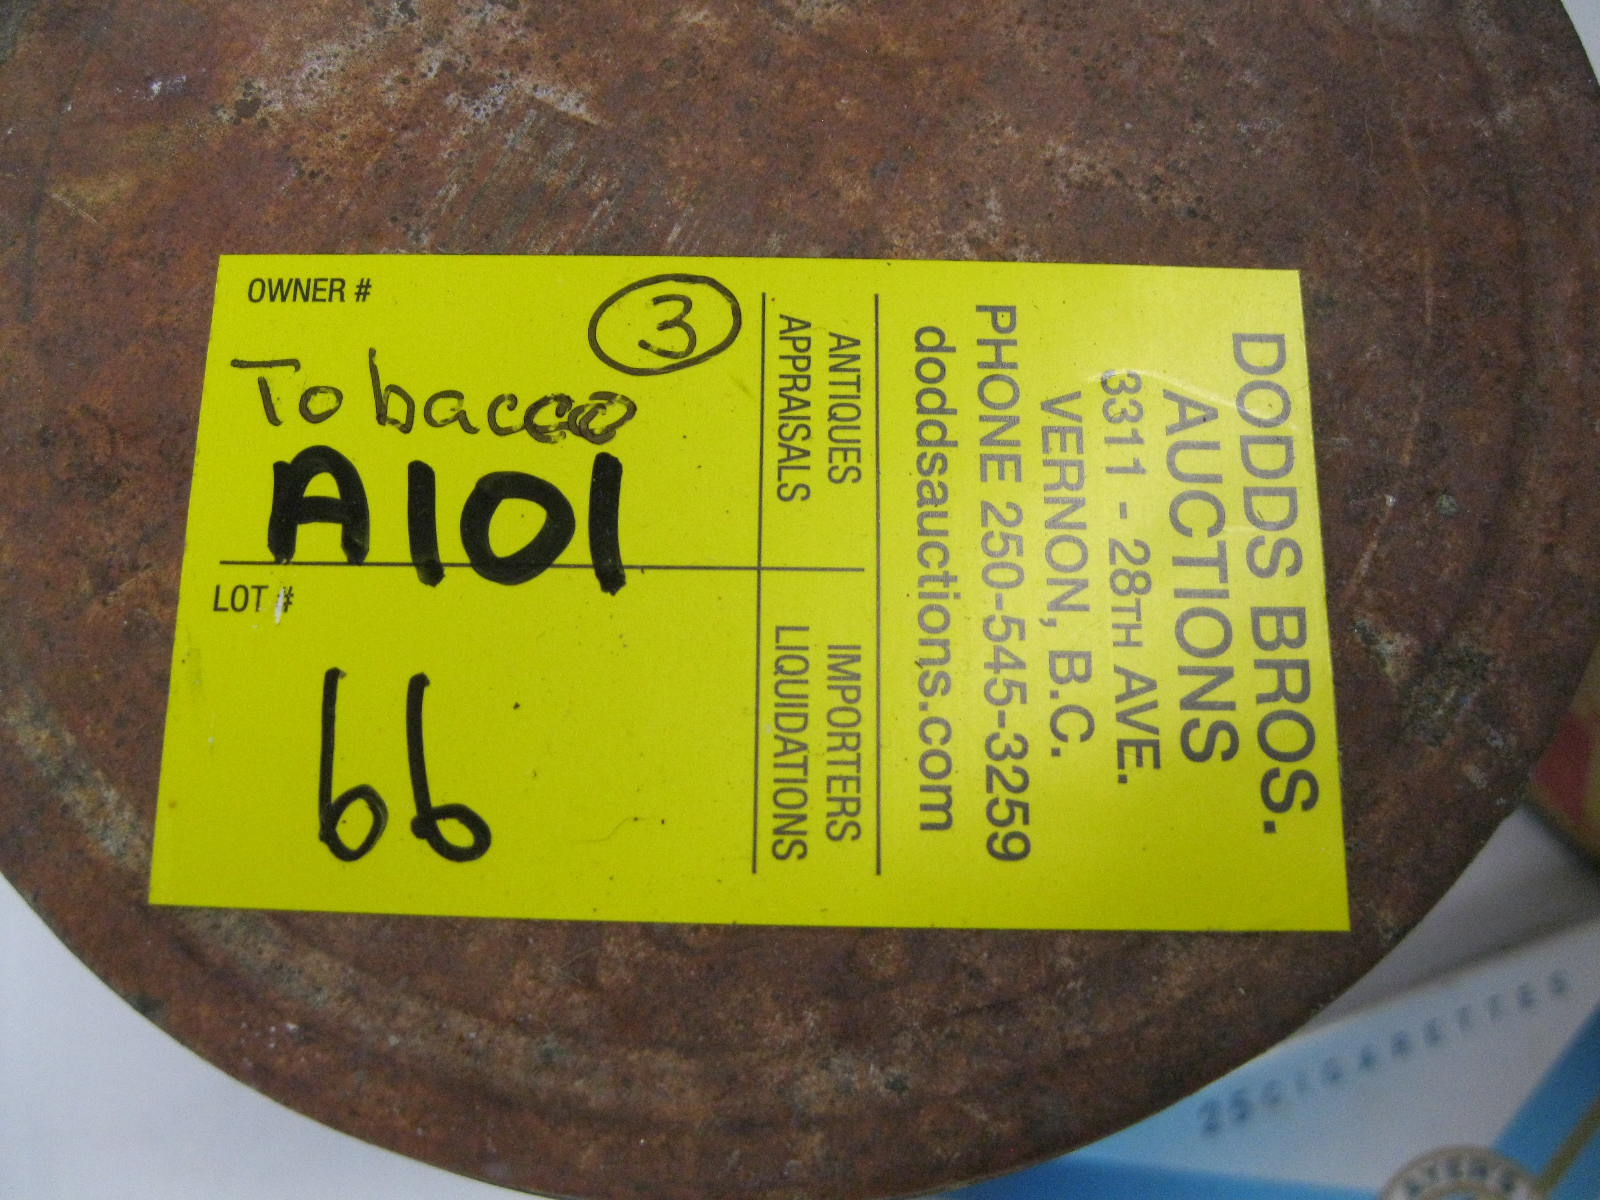 OWNER #
3
Tobacco
A101
LOT #
66
ANTIQUES
APPRAISALS
IMPORTERS
LIQUIDATIONS
DODDS BROS.
AUCTIONS
3311 - 28TH AVE.
VERNON, B.C.
PHONE 250-545-3259
doddsauctions.com
25 CIGARETTES